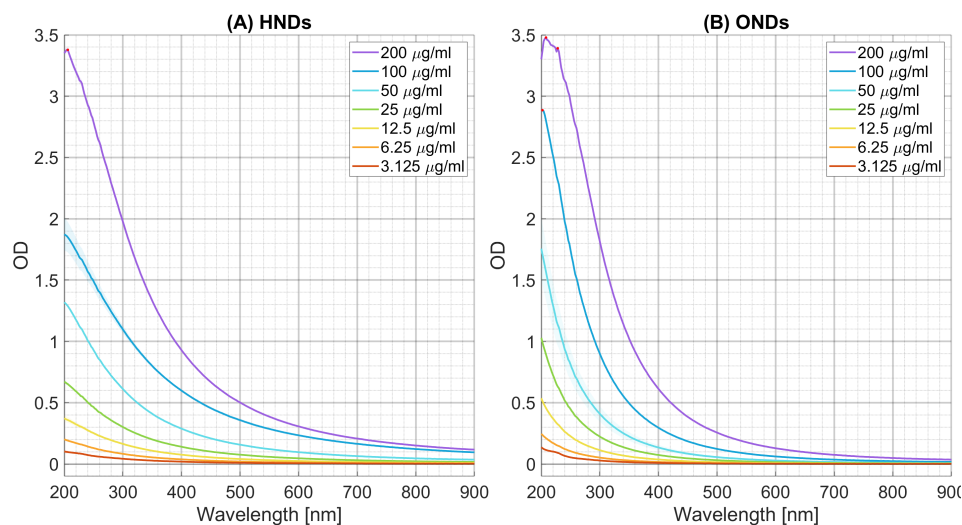 (A) HNDs
3.5
3
2.5
2
1.5
1
0.5
0
OD
200 μg/ml
100 μg/ml
50 μg/ml
25 μg/ml
12.5 μg/ml
6.25 μg/ml
3.125 μg/ml
200 300 400 500 600 700 800 900
Wavelength [nm]
(B) ONDs
3.5
3
2.5
2
1.5
1
0.5
0
OD
200 μg/ml
100 μg/ml
50 μg/ml
25 μg/ml
12.5 μg/ml
6.25 μg/ml
3.125 μg/ml
200 300 400 500 600 700 800 900
Wavelength [nm]